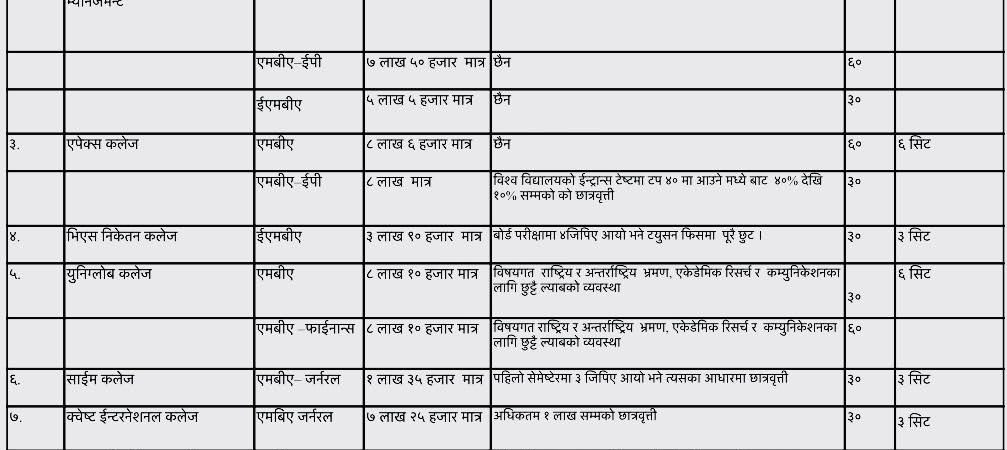 म्यानेजमेन्ट
एमबीए–ईपी ७ लाख ५० हजार मात्र छैन ६०
ईएमबीए ५ लाख ५ हजार मात्र छैन ३०
३. एपेक्स कलेज एमबीए ८ लाख ६ हजार मात्र छैन ६० ६ सिट
एमबीए–ईपी ८ लाख मात्र विश्व विद्यालयको ईन्ट्रान्स टेष्टमा टप ४० मा आउने मध्ये बाट ४०% देखि ३०
१०% सम्मको को छात्रवृत्ती
४. भिएस निकेतन कलेज ईएमबीए ३ लाख ९० हजार मात्र बोर्ड परीक्षामा ४जिपिए आयो भने टयुसन फिसमा पूरै छुट । ३० ३ सिट
५. युनिग्लोब कलेज एमबीए ८ लाख १० हजार मात्र विषयगत राष्ट्रिय र अन्तर्राष्ट्रिय भ्रमण, एकेडेमिक रिसर्च र कम्युनिकेशनका ६ सिट
लागि छुट्टै ल्याबको व्यवस्था ३०
एमबीए –फाईनान्स ८ लाख १० हजार मात्र विषयगत राष्ट्रिय र अन्तर्राष्ट्रिय भ्रमण, एकेडेमिक रिसर्च र कम्युनिकेशनका ६०
लागि छुट्टै ल्याबको व्यवस्था
६. साईम कलेज एमबीए– जर्नरल १ लाख ३५ हजार मात्र पहिलो सेमेष्टेरमा ३ जिपिए आयो भने त्यसका आधारमा छात्रवृत्ती ३० ३ सिट
७. क्वेष्ट ईन्टरनेशनल कलेज एमबिए जर्नरल ७ लाख २५ हजार मात्र अधिकतम १ लाख सम्मको छात्रवृत्ती ३० ३ सिट